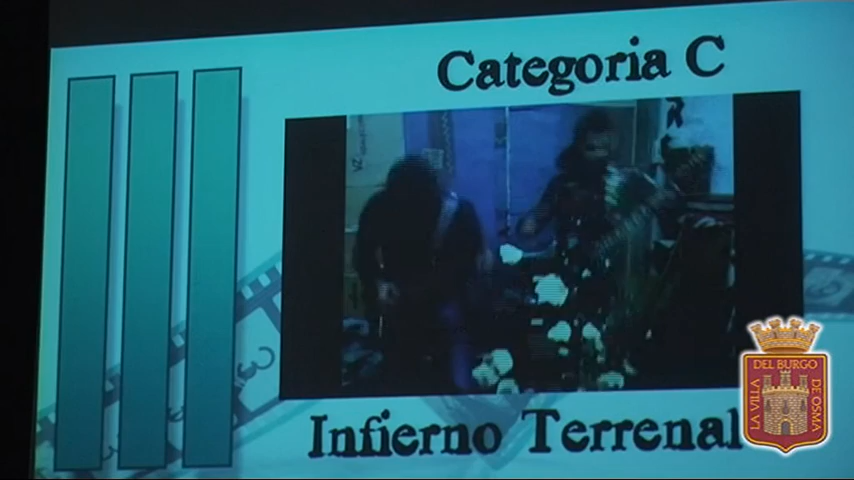 Categoria C
Infierno Terrenal
DEL BURGO
LA VILLA
DE OSMA